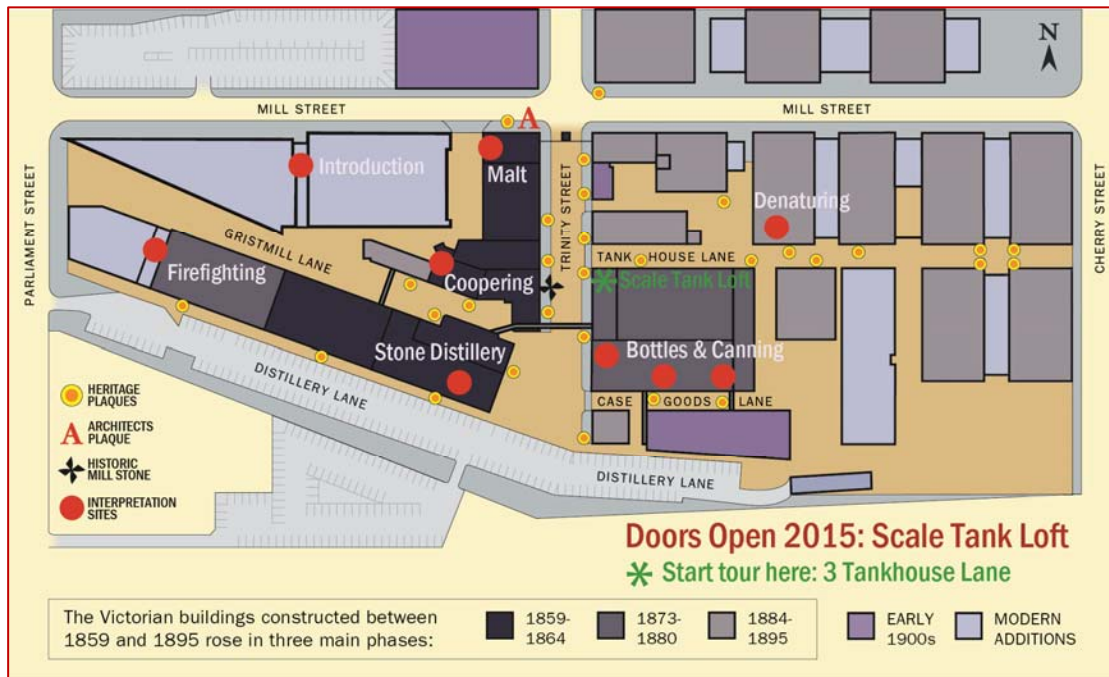 N
MILL STREET
MILL STREET
A
Introduction
Malt
PARLIAMENT STREET
TRINITY STREET
CHERRY STREET
Denaturing
GRISTMILL LANE
Firefighting
Coopering
TANK HOUSE LANE
Scale Tank Loft
Stone Distillery
Bottles & Canning
DISTILLERY LANE
CASE GOODS LANE
HERITAGE
PLAQUES
A ARCHITECTS
PLAQUE
HISTORIC
MILL STONE
INTERPRETATION
SITES
DISTILLERY LANE
Doors Open 2015: Scale Tank Loft
Start tour here: 3 Tankhouse Lane
The Victorian buildings constructed between
1859 and 1895 rose in three main phases:
1859-
1864
1873-
1880
1884-
1895
EARLY
1900s
MODERN
ADDITIONS